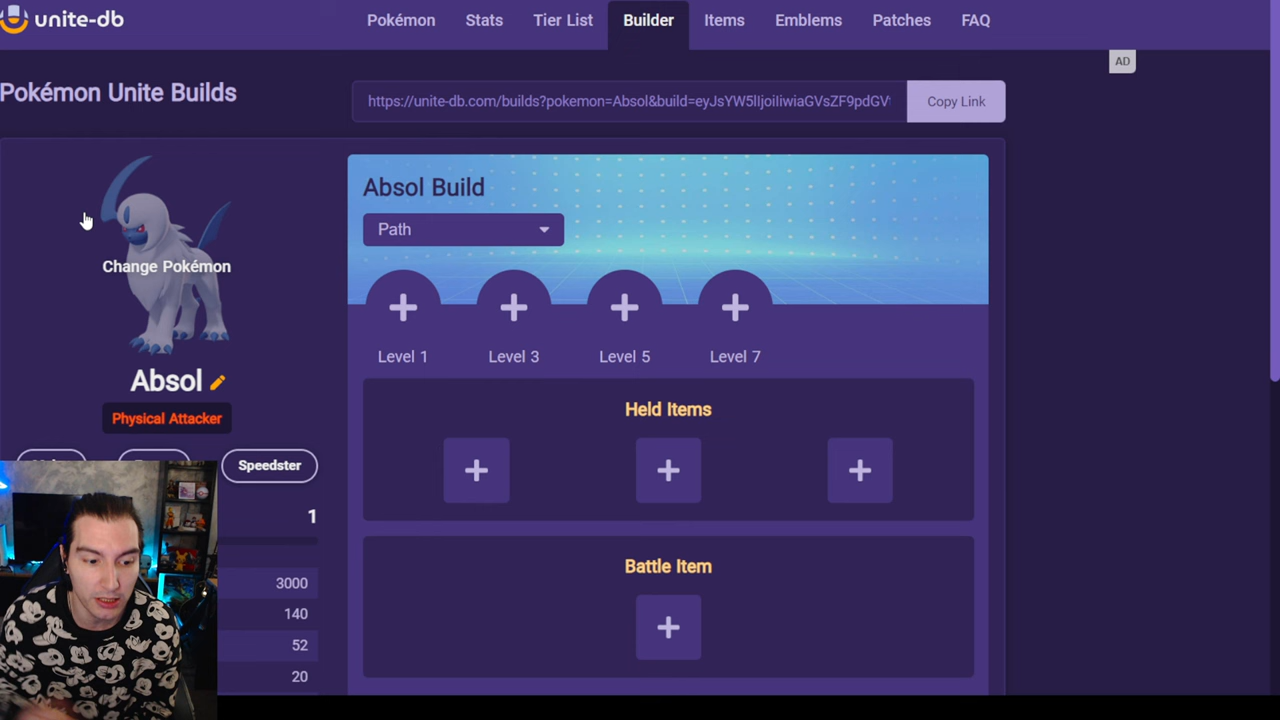 unite-db
Pokémon Stats Tier List Builder Items Emblems Patches FAQ
AD
Pokémon Unite Builds
https://unite-db.com/builds?pokemon=Absol&build=
Copy Link
Change Pokémon
Absol
Physical Attacker
Speedster
1
3000
140
52
20
Absol Build
Path
Level 1 Level 3 Level 5 Level 7
Held Items
Battle Item